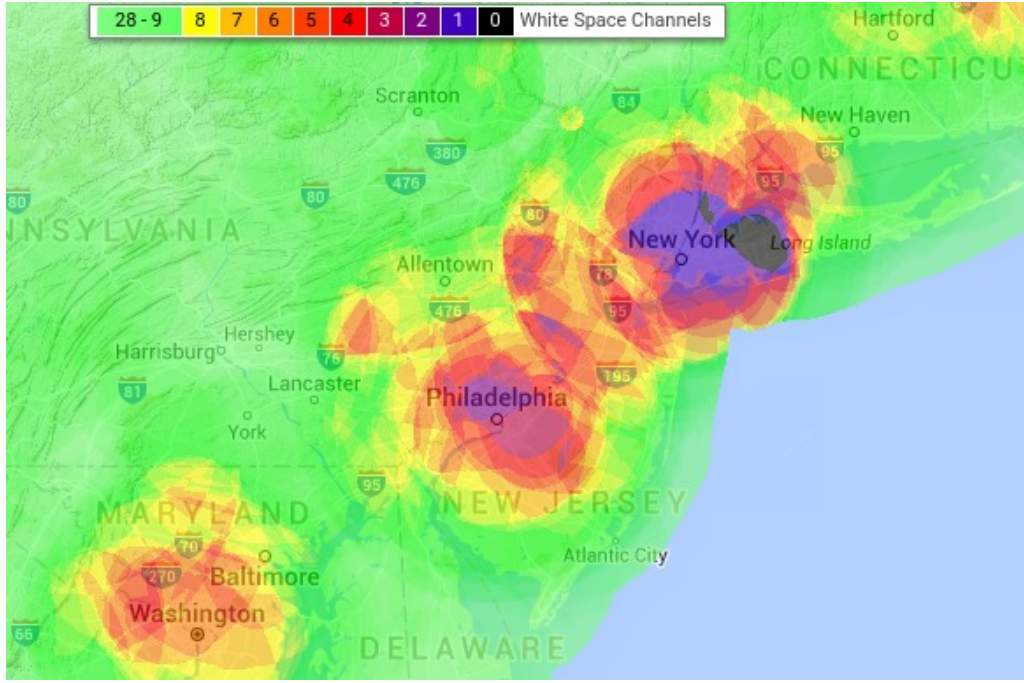 28 - 9 8 7 6 5 4 3 2 1 0 White Space Channels
Hartford
84
CONNECTICU
Scranton
84
New Haven
380
95
476
95
80
80
80
NNSYLVANIA
New York
Long Island
Allentown
78
476
95
Hershey
Harrisburg
76
195
81
Lancaster
Philadelphia
York
95
MARYLAND
NEW JERSEY
70
Atlantic City
270
Baltimore
Washington
66
DELAWARE